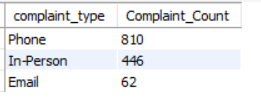 complaint_type Complaint_Count
Phone 810
In-Person 446
Email 62